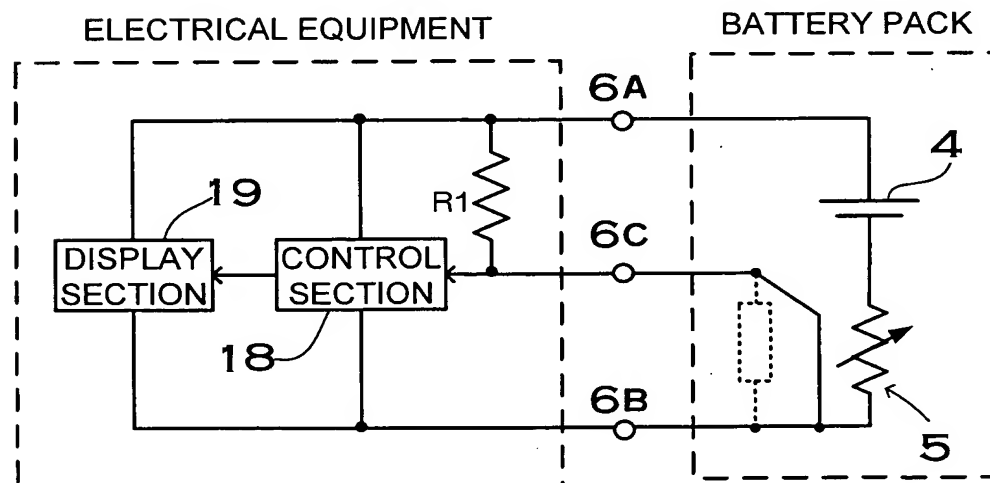 ELECTRICAL EQUIPMENT
BATTERY PACK
6A
4
19
R1
6C
DISPLAY
SECTION
CONTROL
SECTION
18
6B
5